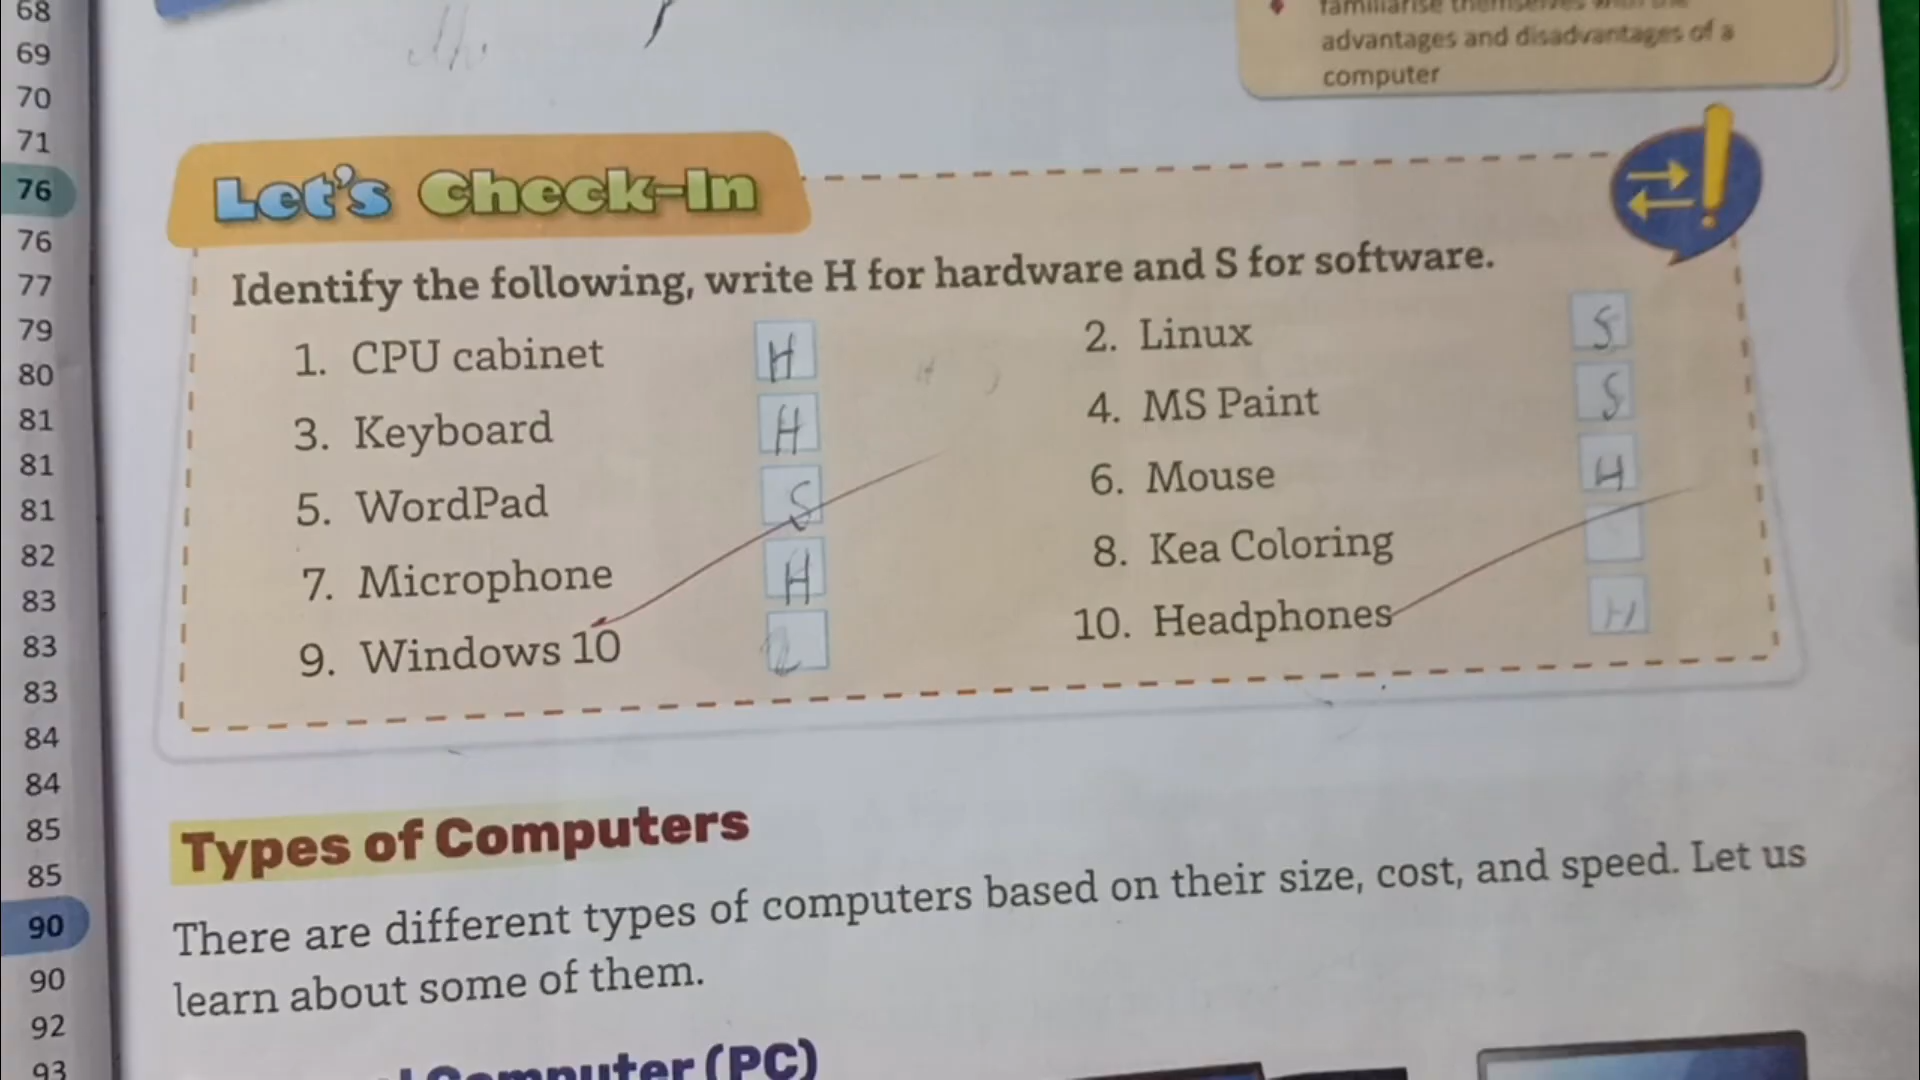 68
69
70
71
76
76
77
79
80
81
81
81
82
83
83
83
84
84
85
85
90
90
92
93
familiarise themselves with the
advantages and disadvantages of a
computer
Let's Check-In
Identify the following, write H for hardware and S for software.
1. CPU cabinet H
2. Linux S
3. Keyboard H
4. MS Paint S
5. WordPad S
6. Mouse H
7. Microphone H
8. Kea Coloring
9. Windows 10
10. Headphones H
Types of Computers
There are different types of computers based on their size, cost, and speed. Let us
learn about some of them.
Computer (PC)